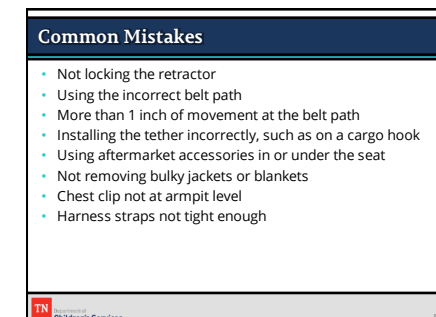 Common Mistakes
• Not locking the retractor
• Using the incorrect belt path
• More than 1 inch of movement at the belt path
• Installing the tether incorrectly, such as on a cargo hook
• Using aftermarket accessories in or under the seat
• Not removing bulky jackets or blankets
• Chest clip not at armpit level
• Harness straps not tight enough
TN
Department of
Children's Services